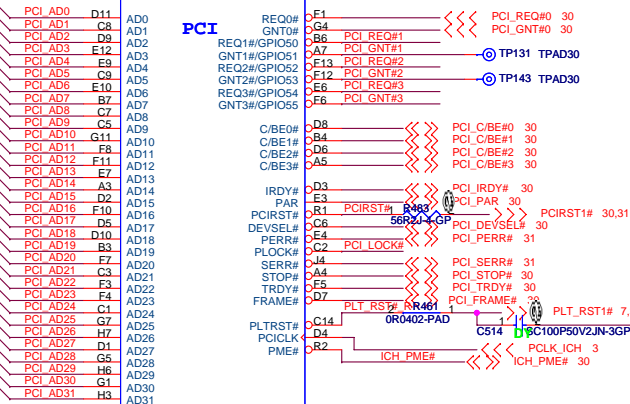 PCI
PCI_AD0 D11 AD0
PCI_AD1 C8 AD1
PCI_AD2 D9 AD2
PCI_AD3 E12 AD3
PCI_AD4 E9 AD4
PCI_AD5 C9 AD5
PCI_AD6 E10 AD6
PCI_AD7 B7 AD7
PCI_AD8 C7 AD8
PCI_AD9 C5 AD9
PCI_AD10 G11 AD10
PCI_AD11 F8 AD11
PCI_AD12 F11 AD12
PCI_AD13 E7 AD13
PCI_AD14 A3 AD14
PCI_AD15 D2 AD15
PCI_AD16 F10 AD16
PCI_AD17 D5 AD17
PCI_AD18 D10 AD18
PCI_AD19 B3 AD19
PCI_AD20 F7 AD20
PCI_AD21 C3 AD21
PCI_AD22 F3 AD22
PCI_AD23 F4 AD23
PCI_AD24 C1 AD24
PCI_AD25 G7 AD25
PCI_AD26 H7 AD26
PCI_AD27 D1 AD27
PCI_AD28 G5 AD28
PCI_AD29 H6 AD29
PCI_AD30 G1 AD30
PCI_AD31 H3 AD31
REQ0# F1 PCI_REQ#0 30
GNT0# G4 PCI_GNT#0 30
REQ1#/GPIO50 B6 PCI_REQ#1
GNT1#/GPIO51 A7 PCI_GNT#1 TP131 TPAD30
REQ2#/GPIO52 F13 PCI_REQ#2
GNT2#/GPIO53 F12 PCI_GNT#2 TP143 TPAD30
REQ3#/GPIO54 E6 PCI_REQ#3
GNT3#/GPIO55 F6 PCI_GNT#3
C/BE0# D8 PCI_C/BE#0 30
C/BE1# B4 PCI_C/BE#1 30
C/BE2# D6 PCI_C/BE#2 30
C/BE3# A5 PCI_C/BE#3 30
IRDY# D3 PCI_IRDY# 30
PAR E3 PCI_PAR 30
PCIRST# R1 PCIRST# 1 R463 PCIRST1# 30,31
56R2J-4-GP
DEVSEL# C6 PCI_DEVSEL# 30
PERR# E4 PCI_PERR# 31
PLOCK# C2 PCI_LOCK#
SERR# J4 PCI_SERR# 31
STOP# A4 PCI_STOP# 30
TRDY# F5 PCI_TRDY# 30
FRAME# D7 PCI_FRAME#
PLTRST# C14 PLT_RST#_R 2 R461 1 PLT_RST1# 7,
0R0402-PAD
C514 1 SC100P50V2JN-3GP
DY
PCICLK D4 PCLK_ICH 3
PME# R2 ICH_PME# ICH_PME# 30